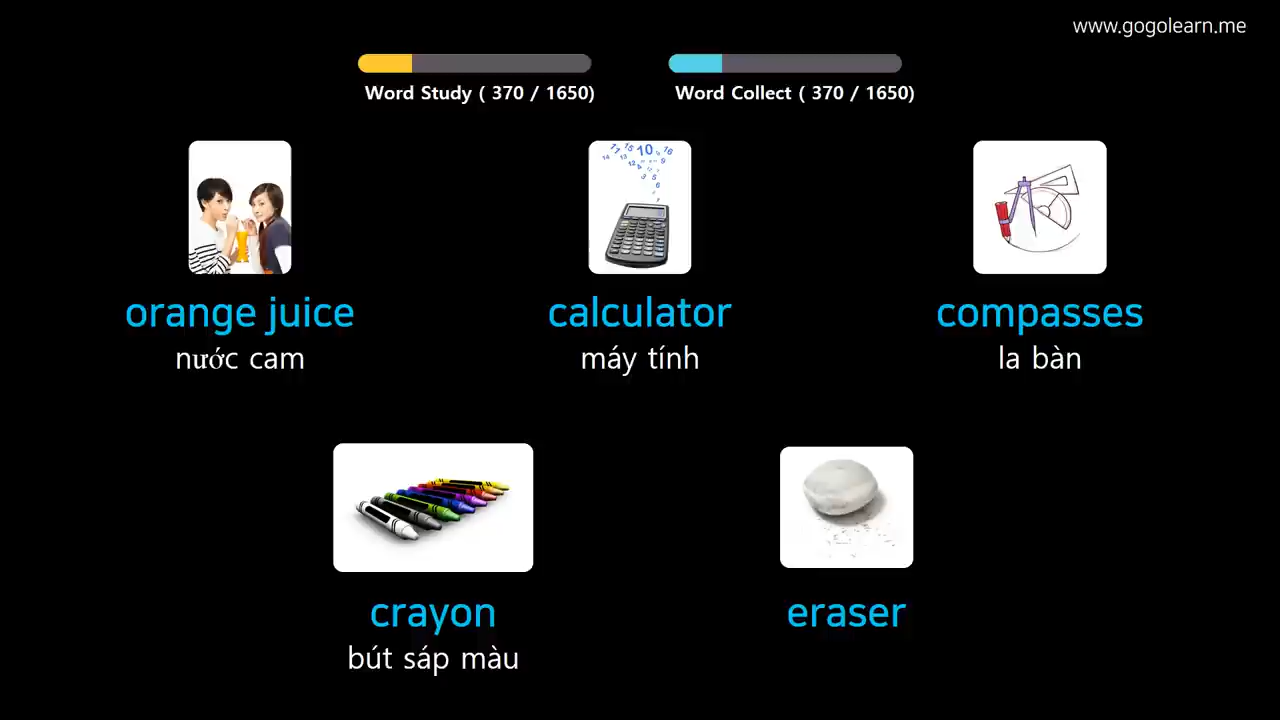 www.gogolearn.me
Word Study ( 370 / 1650)
Word Collect ( 370 / 1650)
orange juice
nước cam
calculator
máy tính
compasses
la bàn
crayon
bút sáp màu
eraser